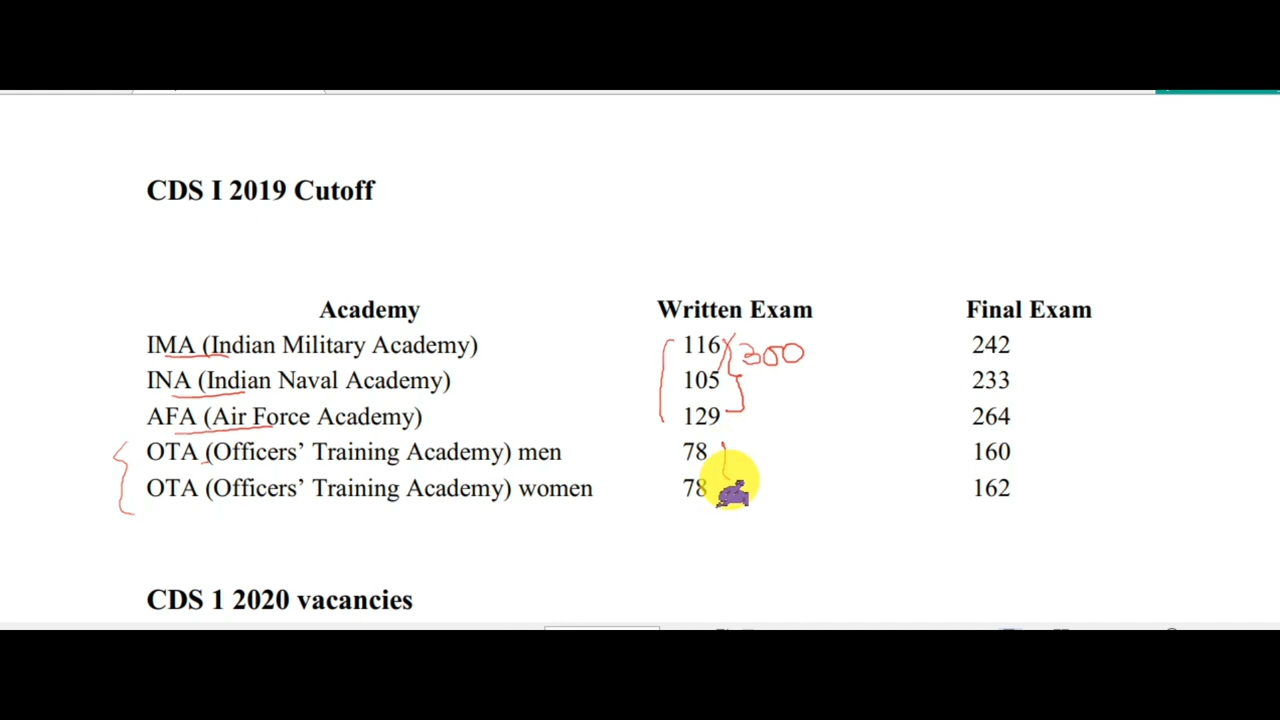 CDS I 2019 Cutoff
Academy Written Exam Final Exam
IMA (Indian Military Academy) 116 300 242
INA (Indian Naval Academy) 105 233
AFA (Air Force Academy) 129 264
OTA (Officers' Training Academy) men 78 160
OTA (Officers' Training Academy) women 78 162
CDS 1 2020 vacancies